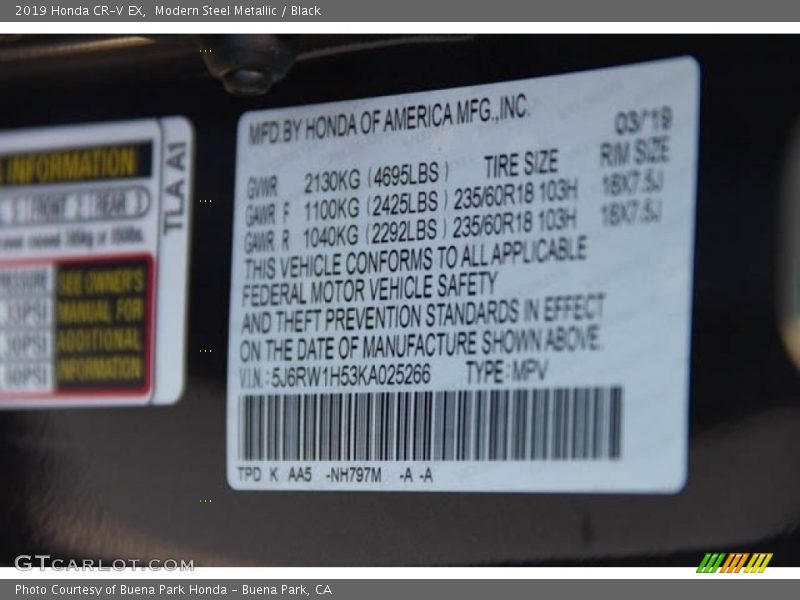 2019 Honda CR-V EX, Modern Steel Metallic / Black
INFORMATION
FRONT REAR
TLA A1
SEE OWNER'S
MANUAL FOR
ADDITIONAL
INFORMATION
MFD.BY HONDA OF AMERICA MFG.,INC.
03/19
GVWR 2130KG (4695LBS) TIRE SIZE RIM SIZE
GAWR F 1100KG (2425LBS) 235/60R18 103H 18X7.5J
GAWR R 1040KG (2292LBS) 235/60R18 103H 18X7.5J
THIS VEHICLE CONFORMS TO ALL APPLICABLE
FEDERAL MOTOR VEHICLE SAFETY
AND THEFT PREVENTION STANDARDS IN EFFECT
ON THE DATE OF MANUFACTURE SHOWN ABOVE.
V.I.N.:5J6RW1H53KA025266 TYPE:MPV
TPD K AA5 -NH797M -A -A
GTCARLOT.COM
Photo Courtesy of Buena Park Honda - Buena Park, CA